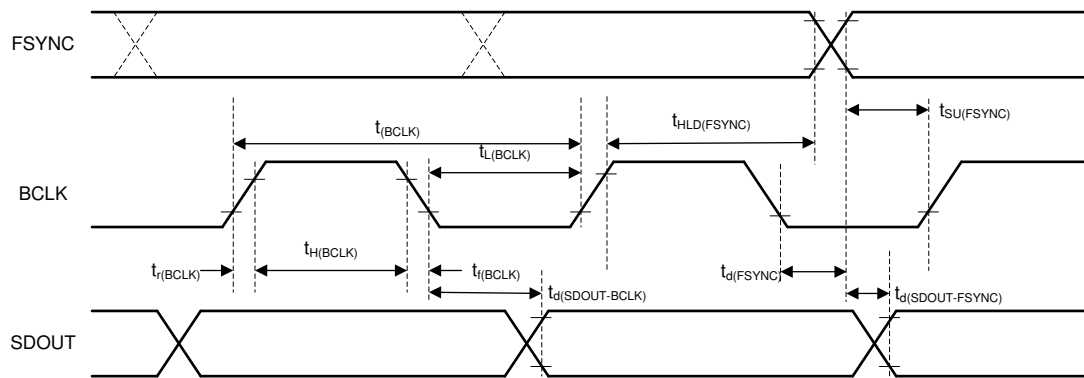 FSYNC
t(BCLK)
tL(BCLK)
tHLD(FSYNC)
tSU(FSYNC)
BCLK
tr(BCLK)
tH(BCLK)
tf(BCLK)
td(FSYNC)
td(SDOUT-BCLK)
td(SDOUT-FSYNC)
SDOUT